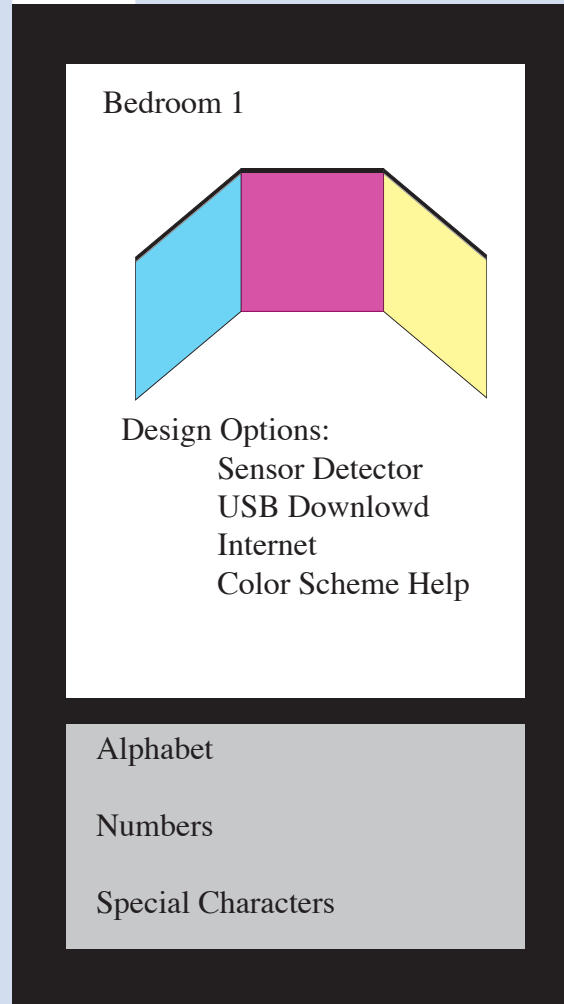 Bedroom 1
Design Options:
Sensor Detector
USB Downlowd
Internet
Color Scheme Help
Alphabet
Numbers
Special Characters